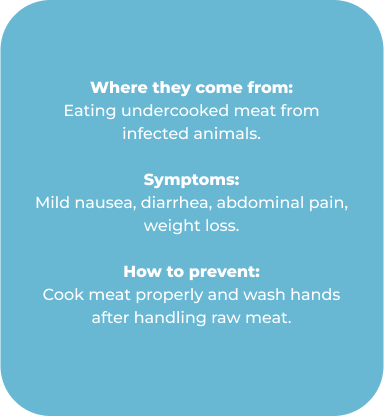 Where they come from:
Eating undercooked meat from
infected animals.
Symptoms:
Mild nausea, diarrhea, abdominal pain,
weight loss.
How to prevent:
Cook meat properly and wash hands
after handling raw meat.